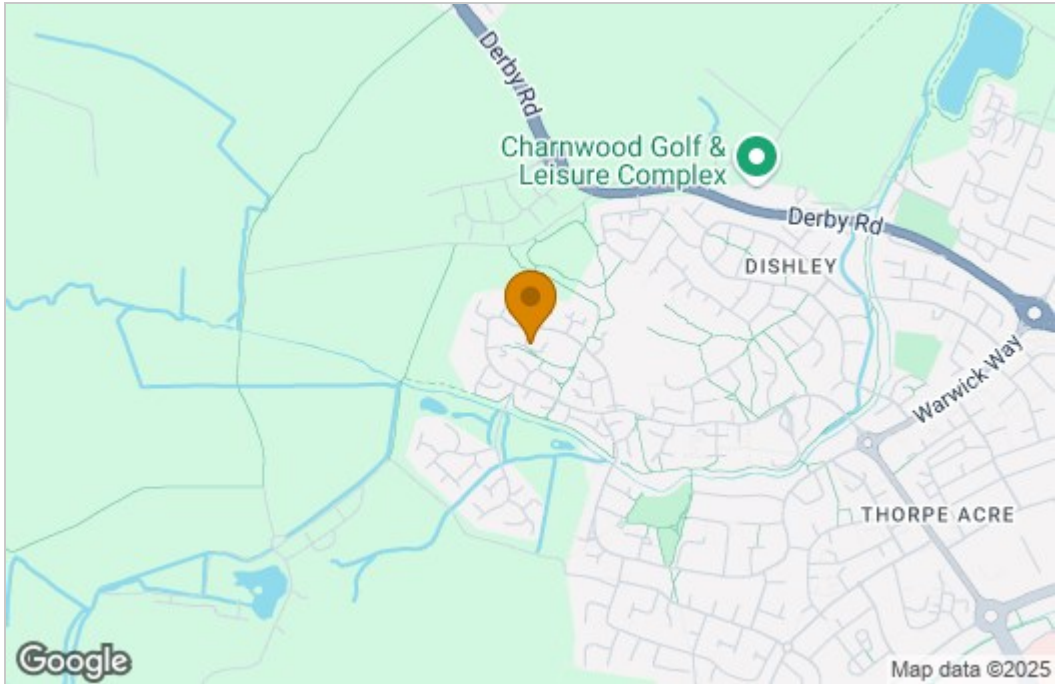 Derby Rd
Charnwood Golf &
Leisure Complex
Derby Rd
DISHLEY
Warwick Way
THORPE ACRE
Google
Map data ©2025